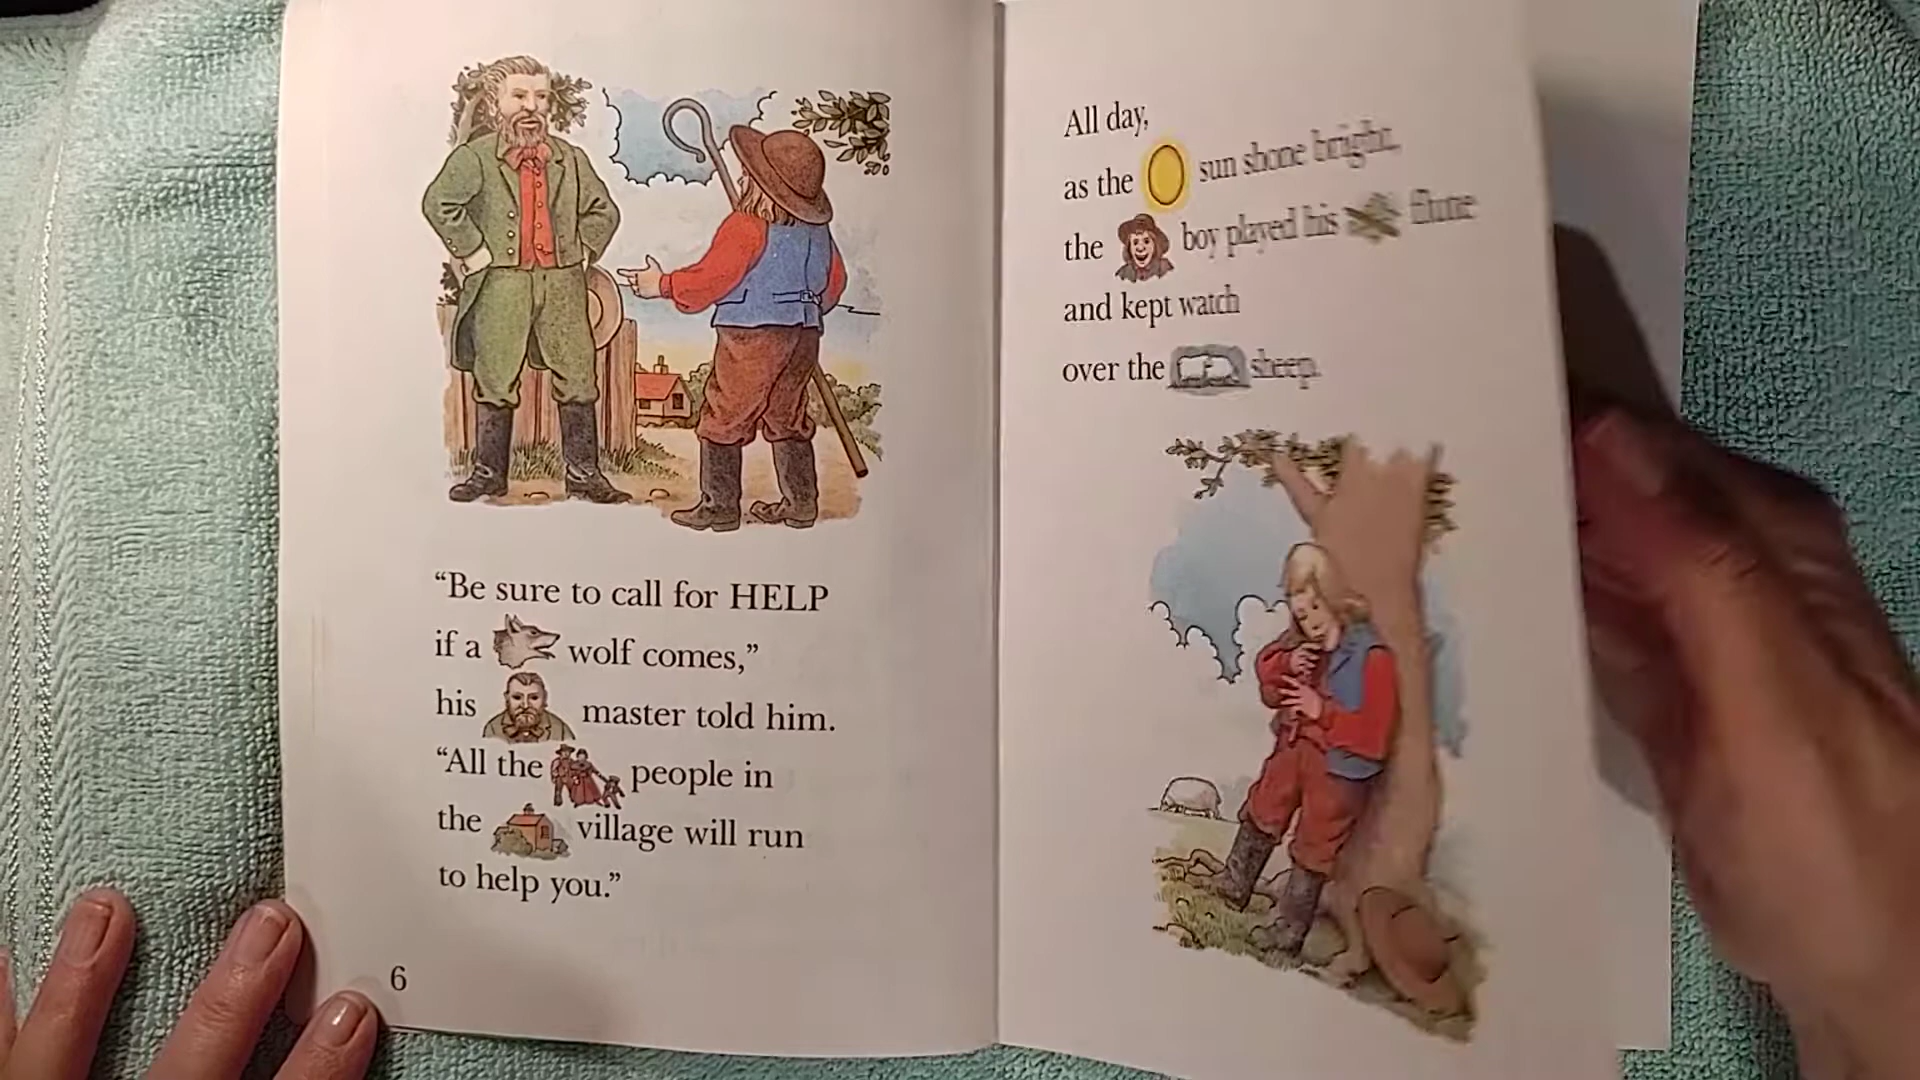 “Be sure to call for HELP
if a wolf comes,”
his master told him.
“All the people in
the village will run
to help you.”
6
All day,
as the sun shone bright,
the boy played his flute
and kept watch
over the sheep.